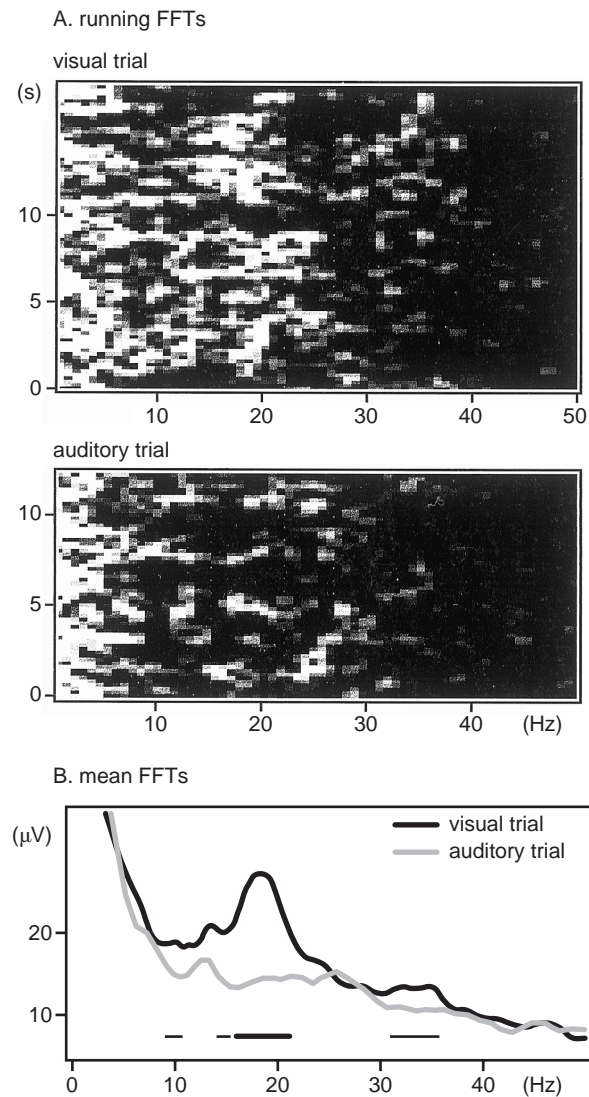 A. running FFTs
visual trial
(s)
10
5
0
10 20 30 40 50
auditory trial
10
5
0
10 20 30 40 (Hz)
B. mean FFTs
(μV)
visual trial
auditory trial
20
10
0 10 20 30 40 (Hz)